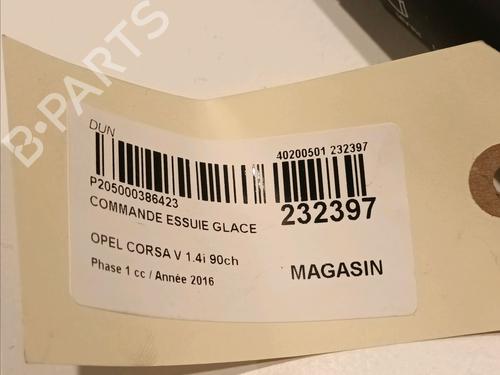 B-PARTS
DUN
40200501 232397
P205000386423
COMMANDE ESSUIE GLACE
232397
OPEL CORSA V 1.4i 90ch
Phase 1 cc / Année 2016
MAGASIN